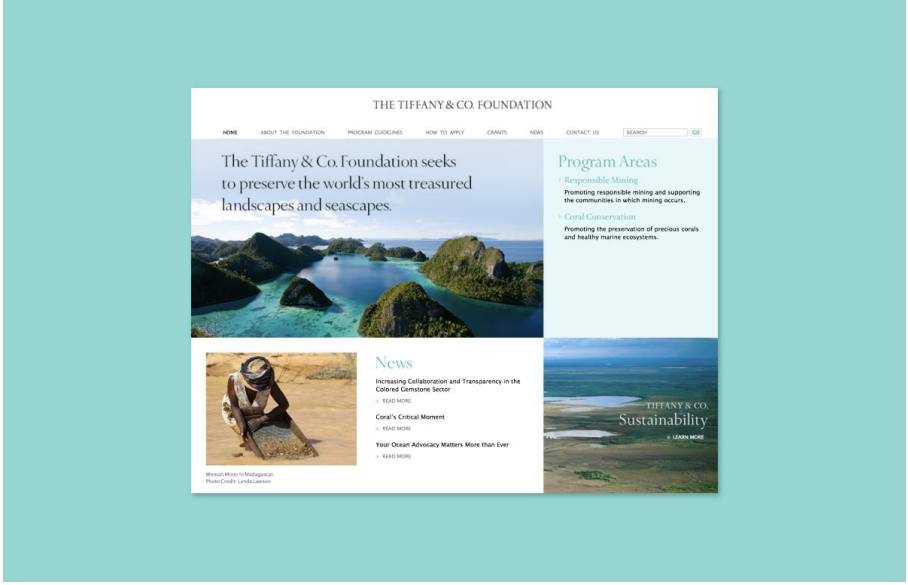 THE TIFFANY & CO. FOUNDATION
HOME ABOUT THE FOUNDATION PROGRAM GUIDELINES HOW TO APPLY GRANTS NEWS CONTACT US SEARCH GO
The Tiffany & Co. Foundation seeks
to preserve the world's most treasured
landscapes and seascapes.
Program Areas
Responsible Mining
Promoting responsible mining and supporting
the communities in which mining occurs.
Coral Conservation
Promoting the preservation of precious corals
and healthy marine ecosystems.
Woman Miner in Madagascar
Photo Credit: Lynda Lawson
News
Increasing Collaboration and Transparency in the
Colored Gemstone Sector
READ MORE
Coral's Critical Moment
READ MORE
Your Ocean Advocacy Matters More than Ever
READ MORE
TIFFANY & CO.
Sustainability
LEARN MORE